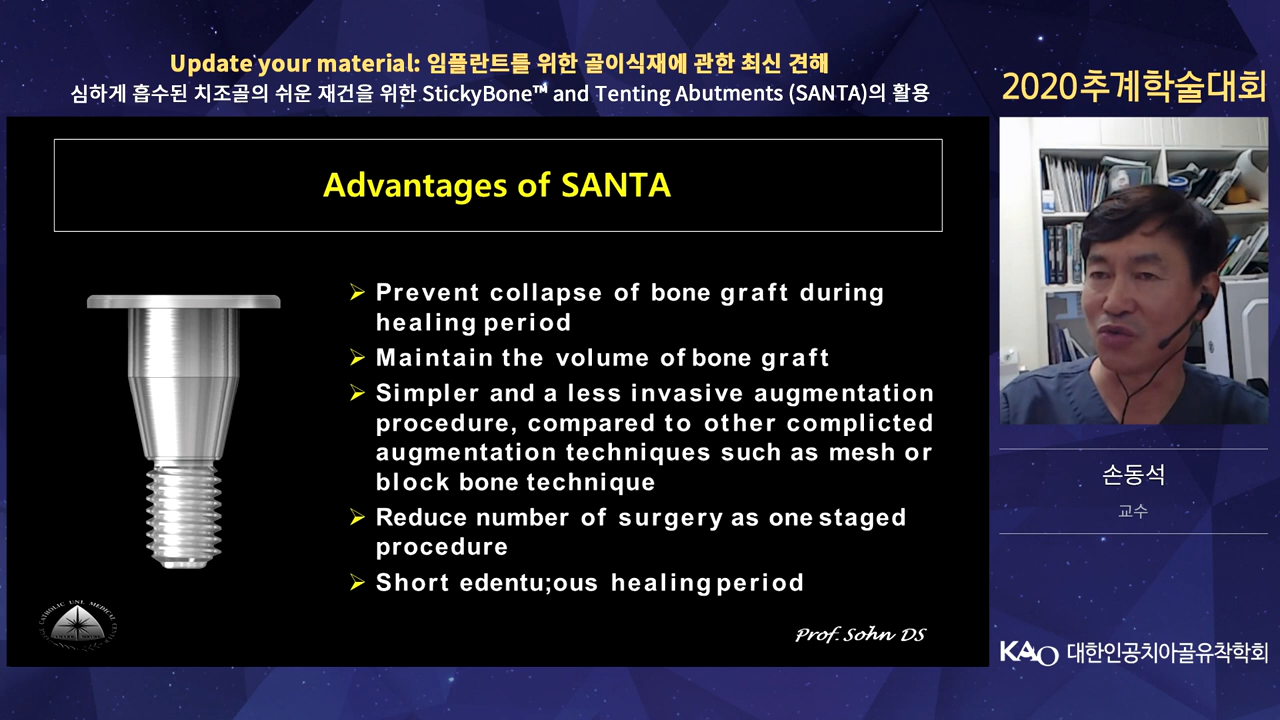 Update your material: 임플란트를 위한 골이식재에 관한 최신 견해
심하게 흡수된 치조골의 쉬운 재건을 위한 StickyBone™ and Tenting Abutments (SANTA)의 활용
2020추계학술대회
Advantages of SANTA
➢ Prevent collapse of bone graft during
healing period
➢ Maintain the volume of bone graft
➢ Simpler and a less invasive augmentation
procedure, compared to other complicted
augmentation techniques such as mesh or
block bone technique
➢ Reduce number of surgery as one staged
procedure
➢ Short edentu;ous healing period
Prof. Sohn DS
손동석
교수
KAO 대한인공치아골유착학회